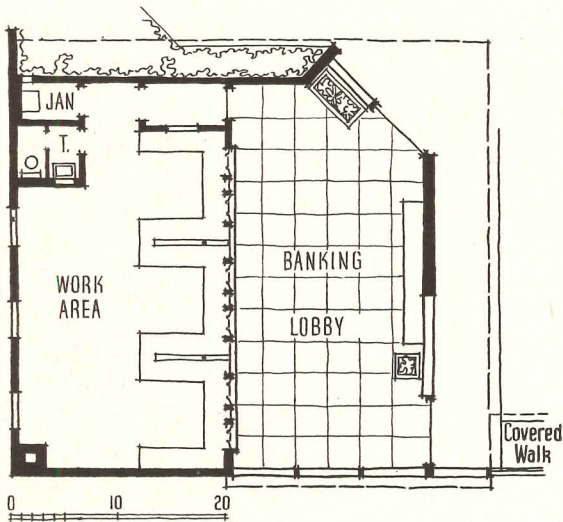 JAN
T.
WORK
AREA
BANKING
LOBBY
Covered
Walk
0 10 20